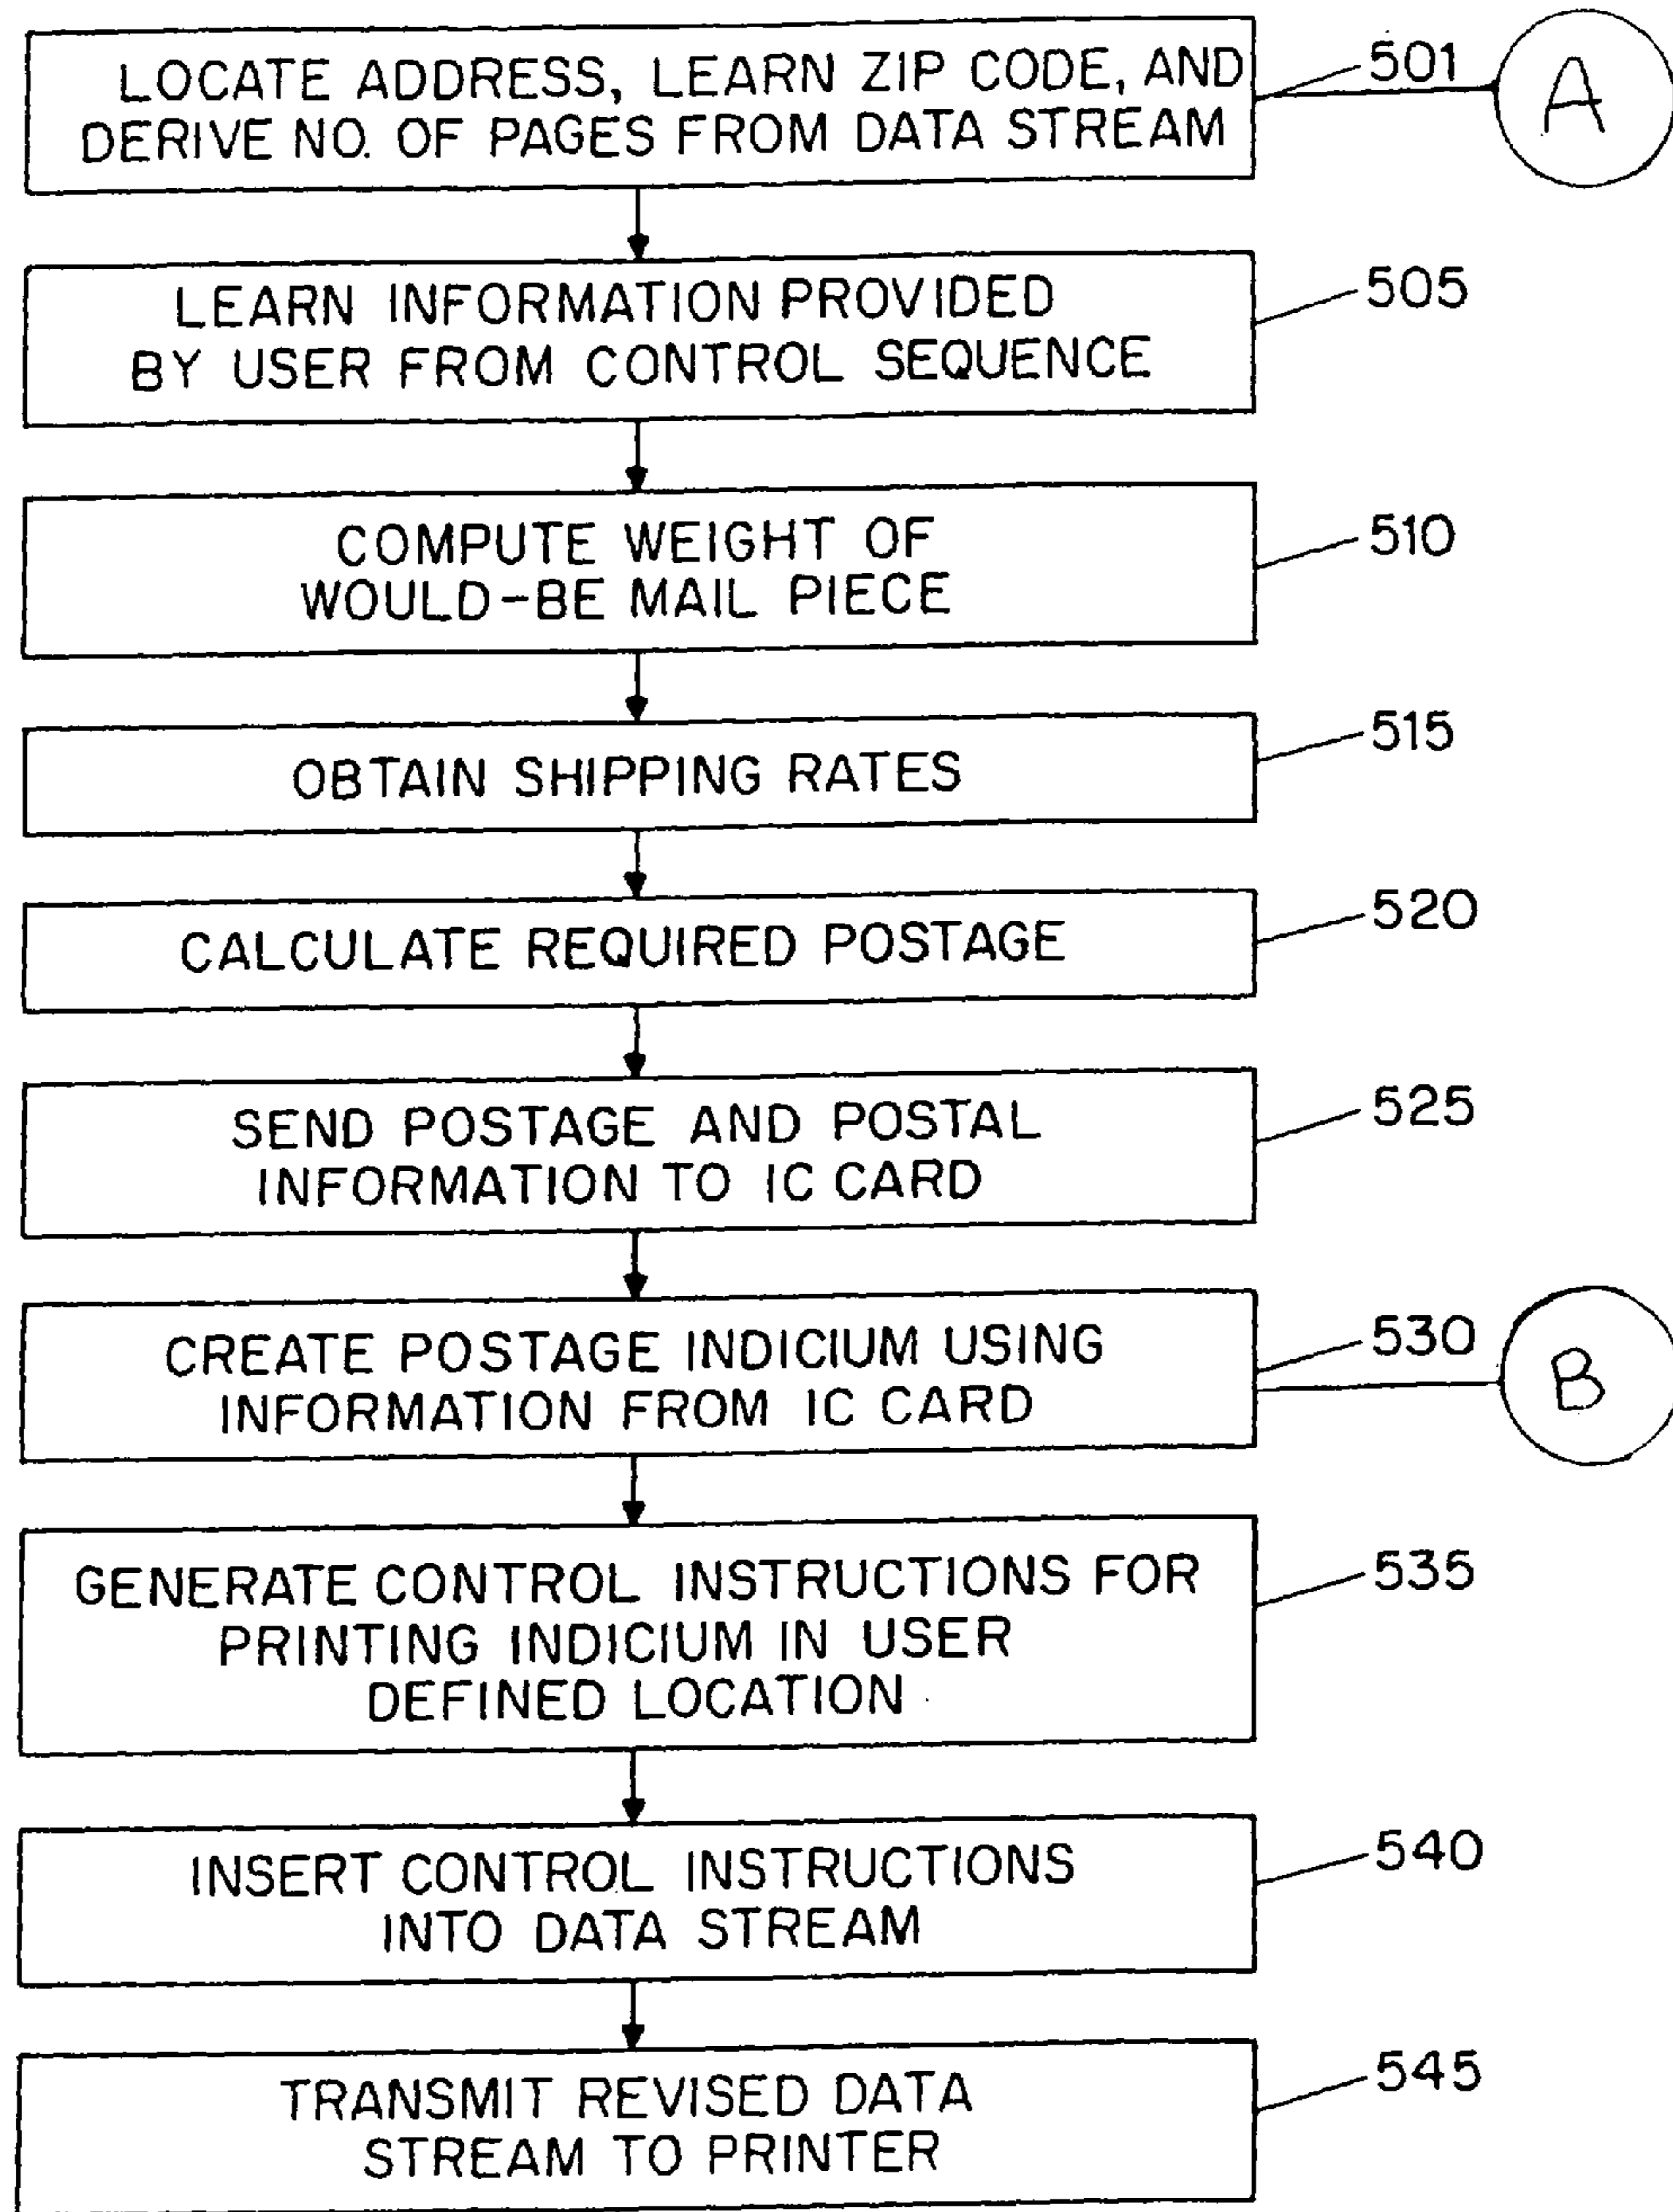 LOCATE ADDRESS, LEARN ZIP CODE, AND
DERIVE NO. OF PAGES FROM DATA STREAM
501
A
LEARN INFORMATION PROVIDED
BY USER FROM CONTROL SEQUENCE
505
COMPUTE WEIGHT OF
WOULD-BE MAIL PIECE
510
OBTAIN SHIPPING RATES
515
CALCULATE REQUIRED POSTAGE
520
SEND POSTAGE AND POSTAL
INFORMATION TO IC CARD
525
CREATE POSTAGE INDICIUM USING
INFORMATION FROM IC CARD
530
B
GENERATE CONTROL INSTRUCTIONS FOR
PRINTING INDICIUM IN USER
DEFINED LOCATION
535
INSERT CONTROL INSTRUCTIONS
INTO DATA STREAM
540
TRANSMIT REVISED DATA
STREAM TO PRINTER
545